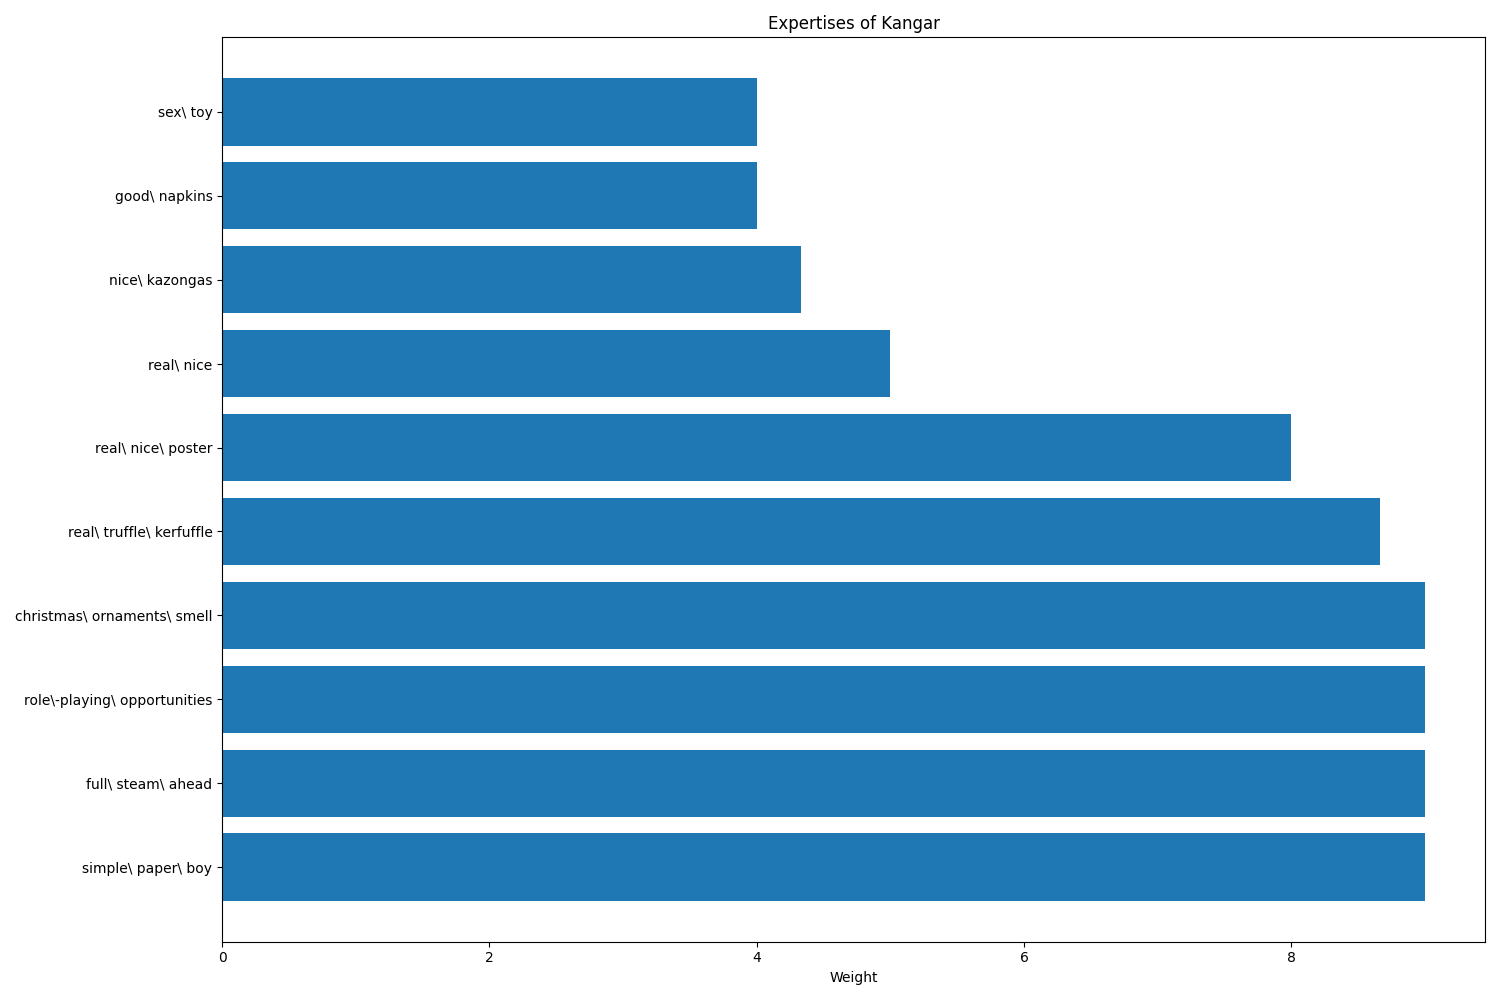 Expertises of Kangar
sex\ toy
good\ napkins
nice\ kazongas
real\ nice
real\ nice\ poster
real\ truffle\ kerfuffle
christmas\ ornaments\ smell
role\-playing\ opportunities
full\ steam\ ahead
simple\ paper\ boy
0 2 4 6 8
Weight